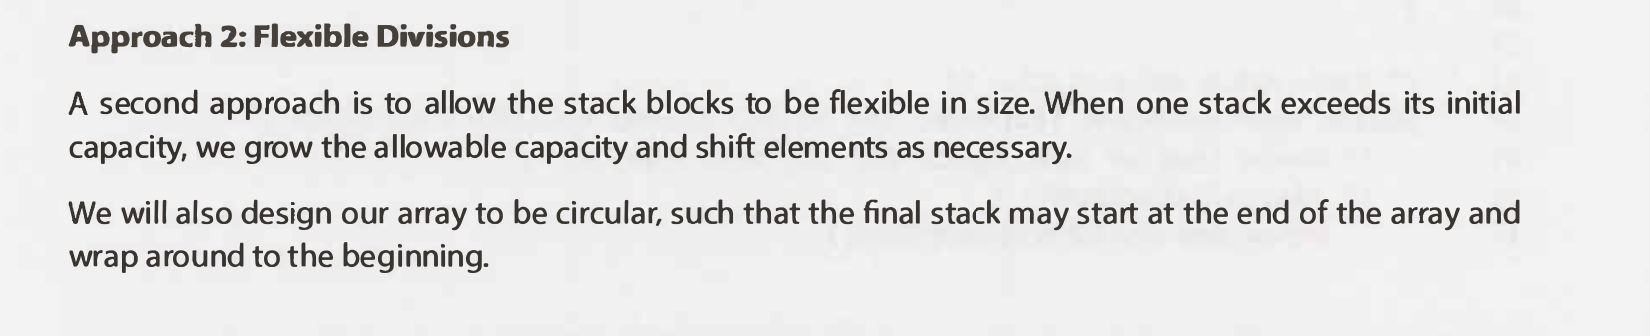 Approach 2: Flexible Divisions
A second approach is to allow the stack blocks to be flexible in size. When one stack exceeds its initial
capacity, we grow the allowable capacity and shift elements as necessary.
We will also design our array to be circular, such that the final stack may start at the end of the array and
wrap around to the beginning.